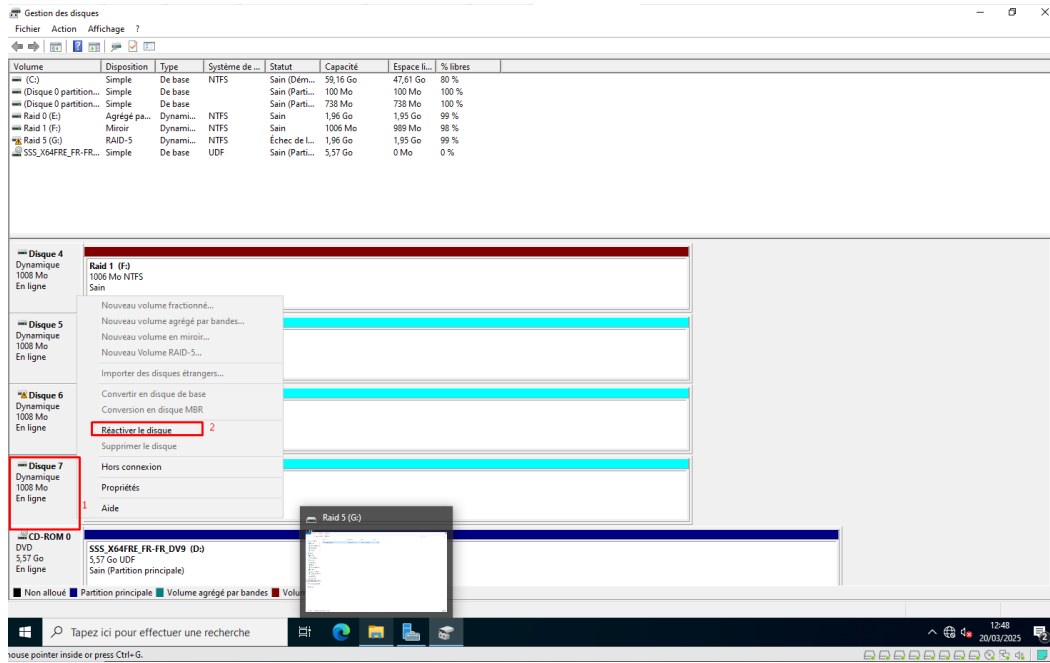 Gestion des disques
Fichier Action Affichage ?
Volume Disposition Type Système de ... Statut Capacité Espace li... % libres
(C:) Simple De base NTFS Sain (Dém... 59,16 Go 47,61 Go 80 %
(Disque 0 partition... Simple De base Sain (Parti... 100 Mo 100 Mo 100 %
(Disque 0 partition... Simple De base Sain (Parti... 738 Mo 738 Mo 100 %
Raid 0 (E:) Agrégé pa... Dynami... NTFS Sain 1,96 Go 1,95 Go 99 %
Raid 1 (F:) Miroir Dynami... NTFS Sain 1006 Mo 989 Mo 98 %
Raid 5 (G:) RAID-5 Dynami... NTFS Échec de l... 1,96 Go 1,95 Go 99 %
SSS_X64FRE_FR-FR... Simple De base UDF Sain (Parti... 5,57 Go 0 Mo 0 %
Disque 4
Dynamique
1008 Mo
En ligne
Raid 1 (F:)
1006 Mo NTFS
Sain
Disque 5
Dynamique
1008 Mo
En ligne
Disque 6
Dynamique
1008 Mo
En ligne
Disque 7
Dynamique
1008 Mo
En ligne
1
Nouveau volume fractionné...
Nouveau volume agrégé par bandes...
Nouveau volume en miroir...
Nouveau Volume RAID-5...
Importer des disques étrangers...
Convertir en disque de base
Conversion en disque MBR
Réactiver le disque 2
Supprimer le disque
Hors connexion
Propriétés
Aide
Raid 5 (G:)
CD-ROM 0
DVD
5,57 Go
En ligne
SSS_X64FRE_FR-FR_DV9 (D:)
5,57 Go UDF
Sain (Partition principale)
Non alloué Partition principale Volume agrégé par bandes Volu
Tapez ici pour effectuer une recherche
12:48
20/03/2025
2
mouse pointer inside or press Ctrl+G.